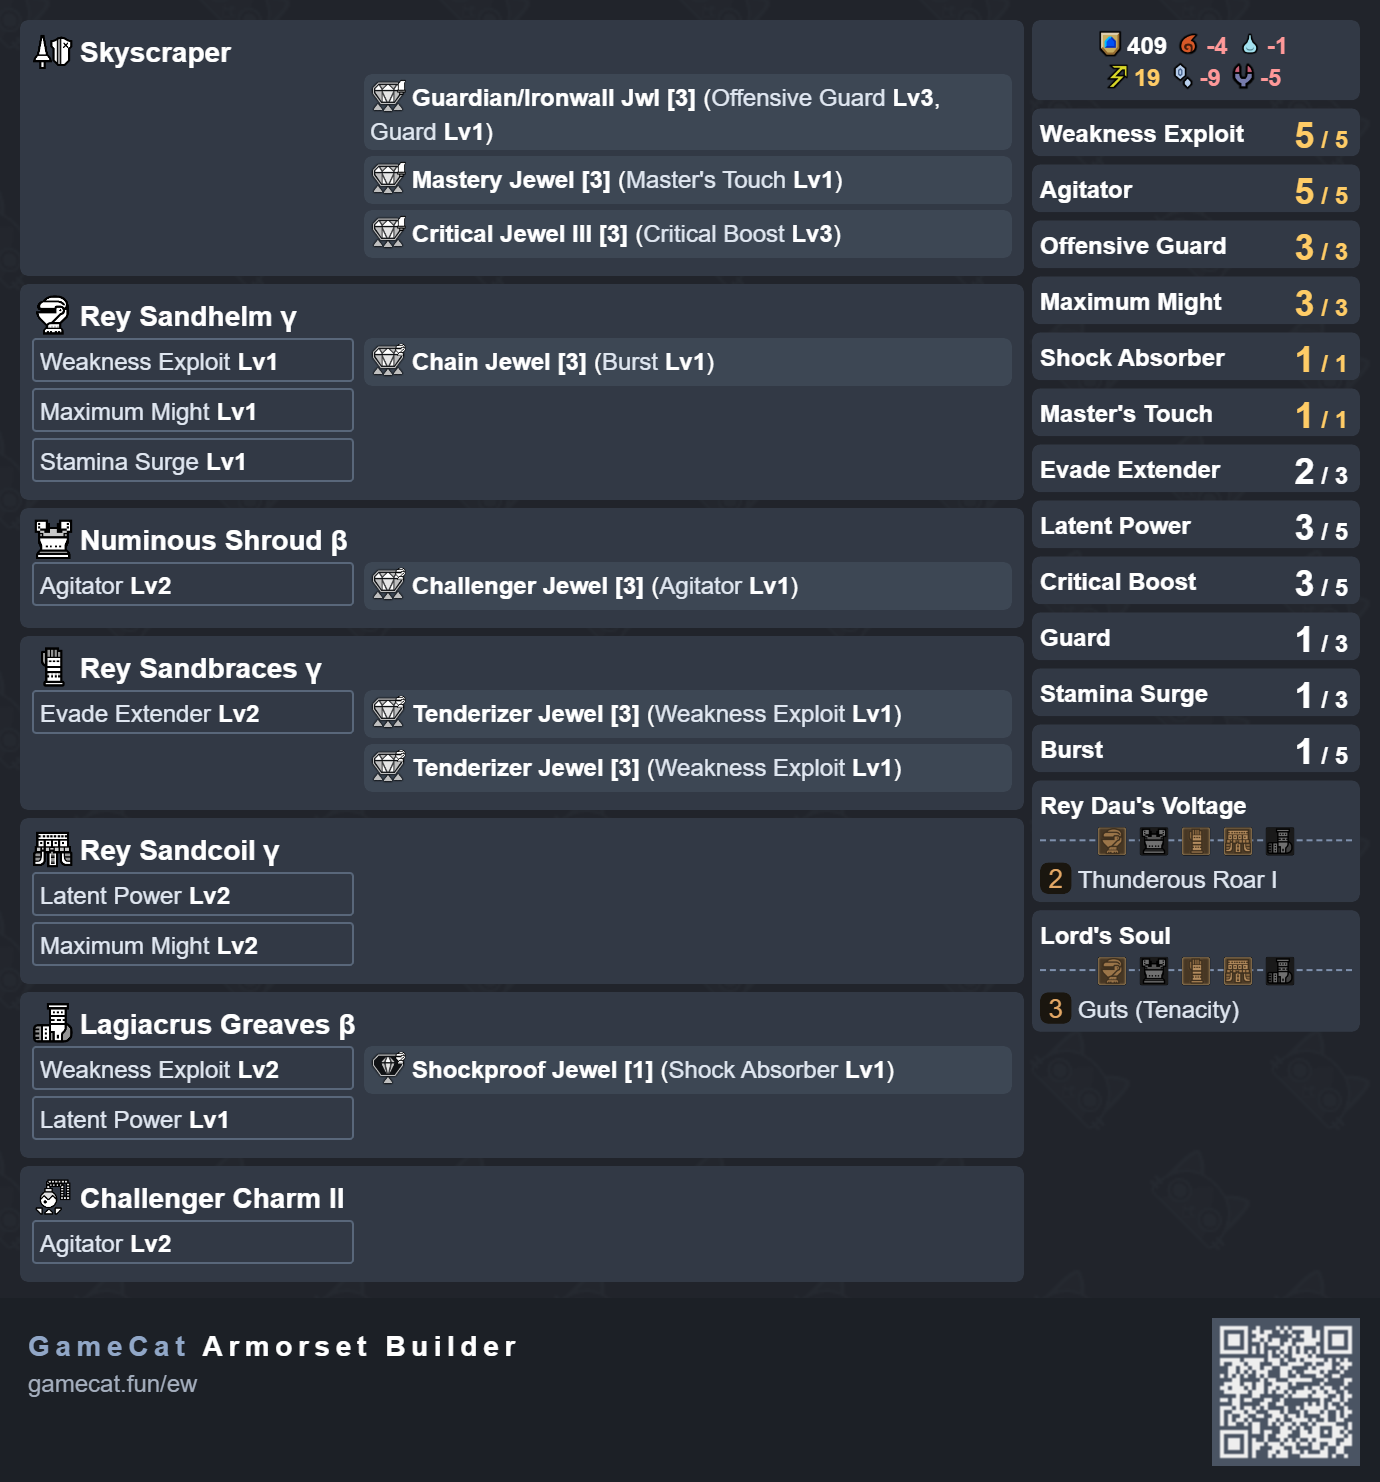 Skyscraper
Guardian/Ironwall Jwl [3] (Offensive Guard Lv3,
Guard Lv1)
Mastery Jewel [3] (Master's Touch Lv1)
Critical Jewel III [3] (Critical Boost Lv3)
Rey Sandhelm γ
Weakness Exploit Lv1
Chain Jewel [3] (Burst Lv1)
Maximum Might Lv1
Stamina Surge Lv1
Numinous Shroud β
Agitator Lv2
Challenger Jewel [3] (Agitator Lv1)
Rey Sandbraces γ
Evade Extender Lv2
Tenderizer Jewel [3] (Weakness Exploit Lv1)
Tenderizer Jewel [3] (Weakness Exploit Lv1)
Rey Sandcoil γ
Latent Power Lv2
Maximum Might Lv2
Lagiacrus Greaves β
Weakness Exploit Lv2
Shockproof Jewel [1] (Shock Absorber Lv1)
Latent Power Lv1
Challenger Charm II
Agitator Lv2
409 -4 -1
19 -9 -5
Weakness Exploit 5 / 5
Agitator 5 / 5
Offensive Guard 3 / 3
Maximum Might 3 / 3
Shock Absorber 1 / 1
Master's Touch 1 / 1
Evade Extender 2 / 3
Latent Power 3 / 5
Critical Boost 3 / 5
Guard 1 / 3
Stamina Surge 1 / 3
Burst 1 / 5
Rey Dau's Voltage
2 Thunderous Roar I
Lord's Soul
3 Guts (Tenacity)
GameCat Armorset Builder
gamecat.fun/ew